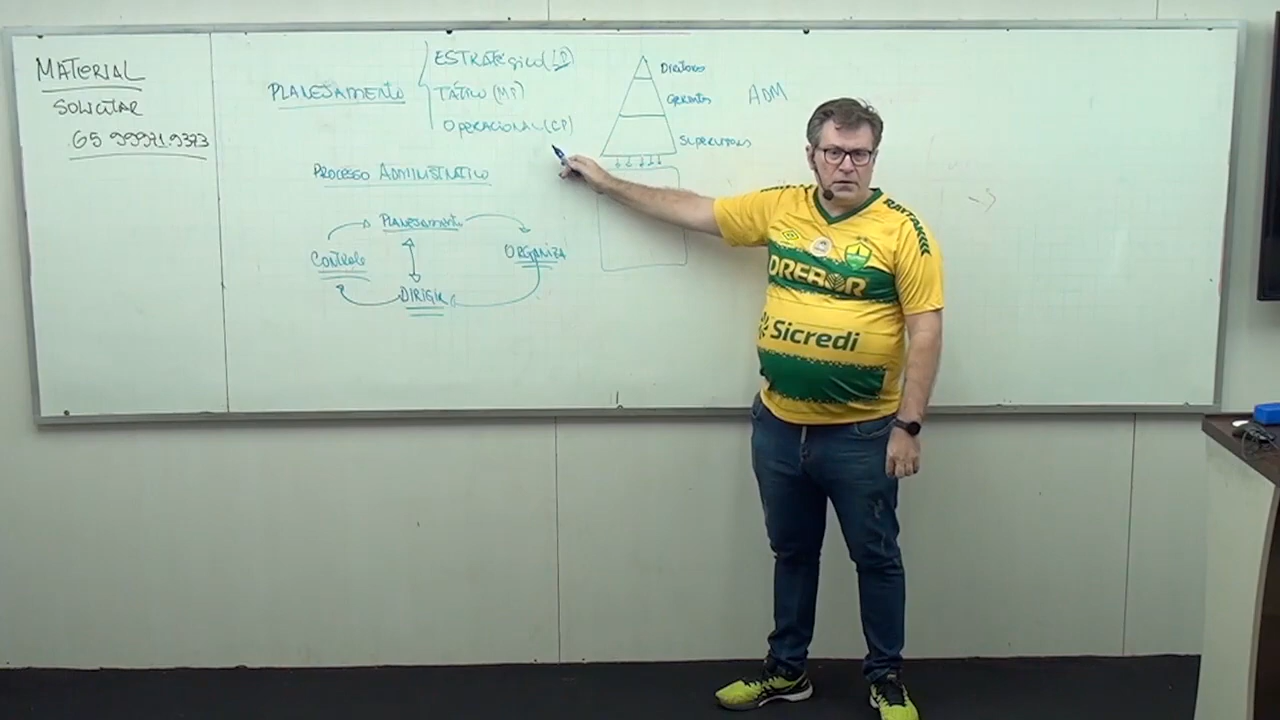 MATERIAL
SOLICITAR
65 99971.9373
PLANEJAMENTO
ESTRATÉGICO (LP)
TÁTICO (MP)
OPERACIONAL (CP)
DIRETORES
GERENTES
SUPERVISORES
ADM
PROCESSO ADMINISTRATIVO
PLANEJAMENTO
ORGANIZA
DIRIGIR
CONTROLE
DREBOR
Sicredi